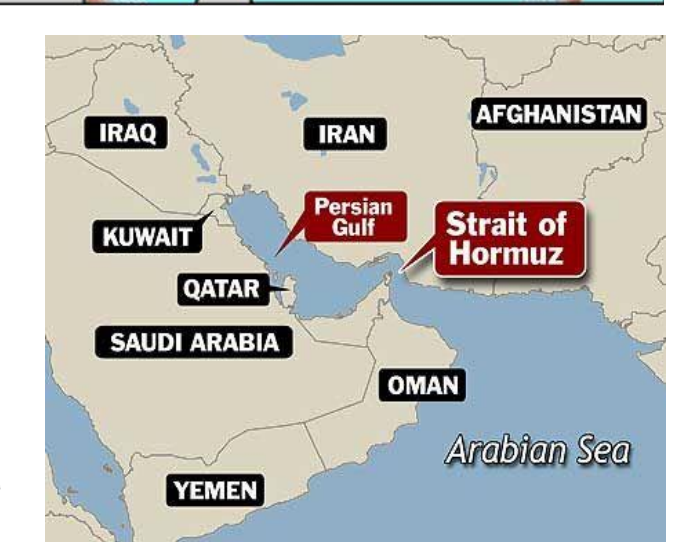 AFGHANISTAN
IRAQ
IRAN
Persian
Gulf
Strait of
Hormuz
KUWAIT
QATAR
SAUDI ARABIA
OMAN
Arabian Sea
YEMEN